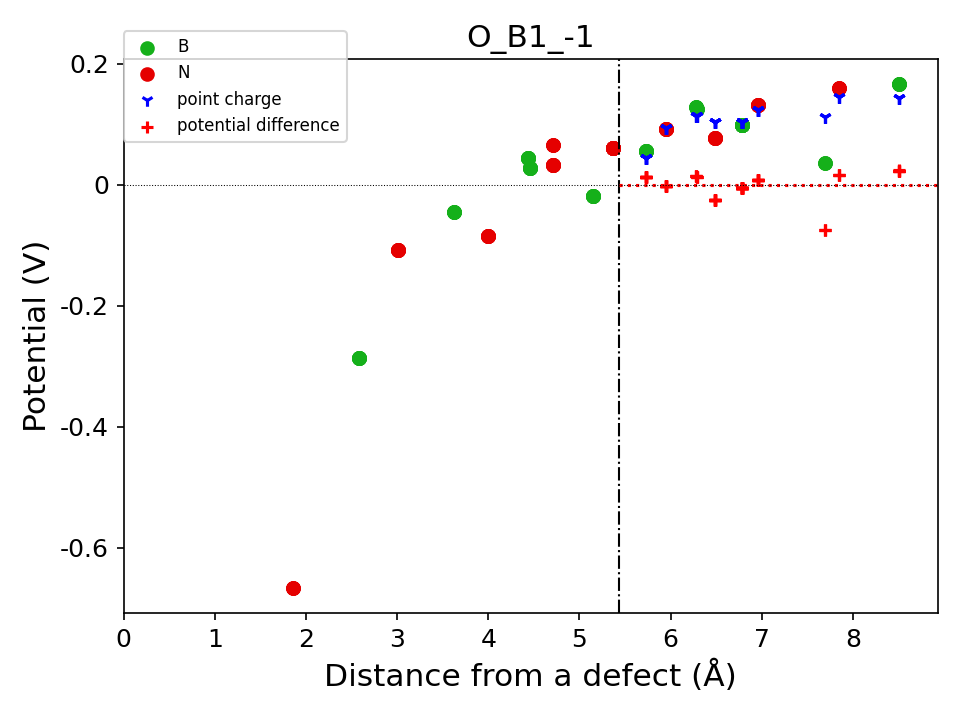 O_B1_-1
B
N
point charge
potential difference
0.2
0
-0.2
-0.4
-0.6
Potential (V)
0 1 2 3 4 5 6 7 8
Distance from a defect (Å)